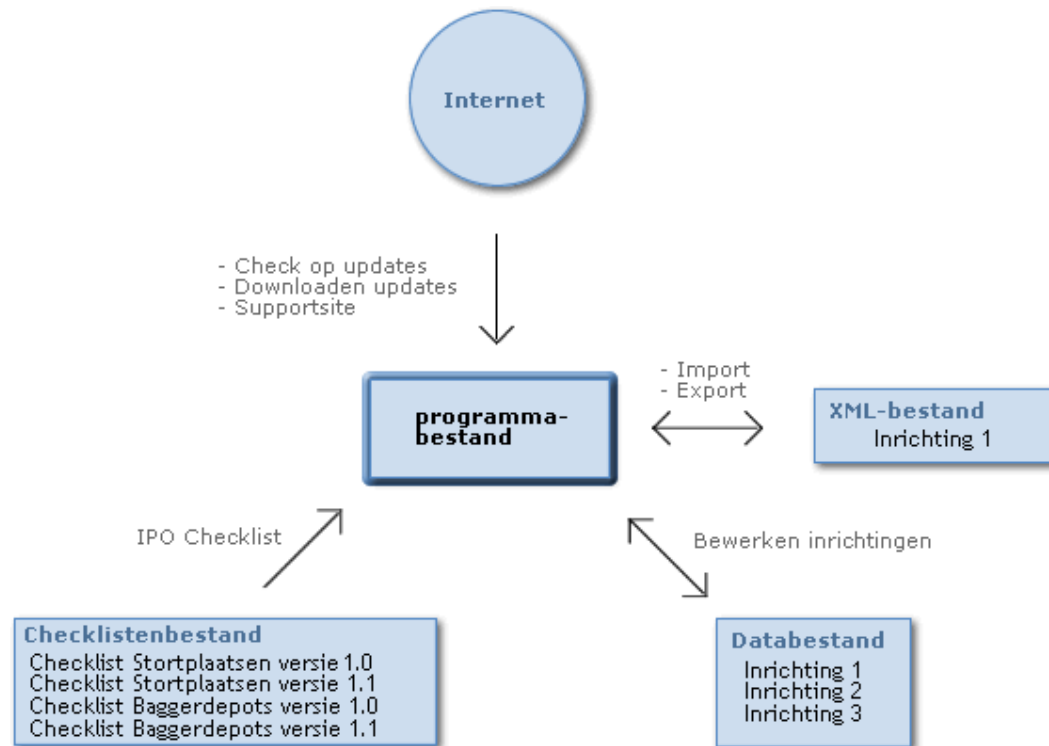 Internet
- Check op updates
- Downloaden updates
- Supportsite
programma-
bestand
- Import
- Export
XML-bestand
Inrichting 1
IPO Checklist
Bewerken inrichtingen
Checklistenbestand
Checklist Stortplaatsen versie 1.0
Checklist Stortplaatsen versie 1.1
Checklist Baggerdepots versie 1.0
Checklist Baggerdepots versie 1.1
Databestand
Inrichting 1
Inrichting 2
Inrichting 3